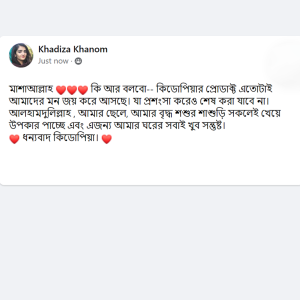 Khadiza Khanom
Just now ·
মাশাআল্লাহ ❤️❤️❤️ কি আর বলবো-- কিডোপিয়ার প্রোডাক্ট এতোটাই
আমাদের মন জয় করে আসছে। যা প্রশংসা করেও শেষ করা যাবে না।
আলহামদুলিল্লাহ , আমার ছেলে, আমার বৃদ্ধ শশুর শাশুড়ি সকলেই খেয়ে
উপকার পাচ্ছে এবং এজন্য আমার ঘরের সবাই খুব সন্তুষ্ট।
❤️ ধন্যবাদ কিডোপিয়া। ❤️